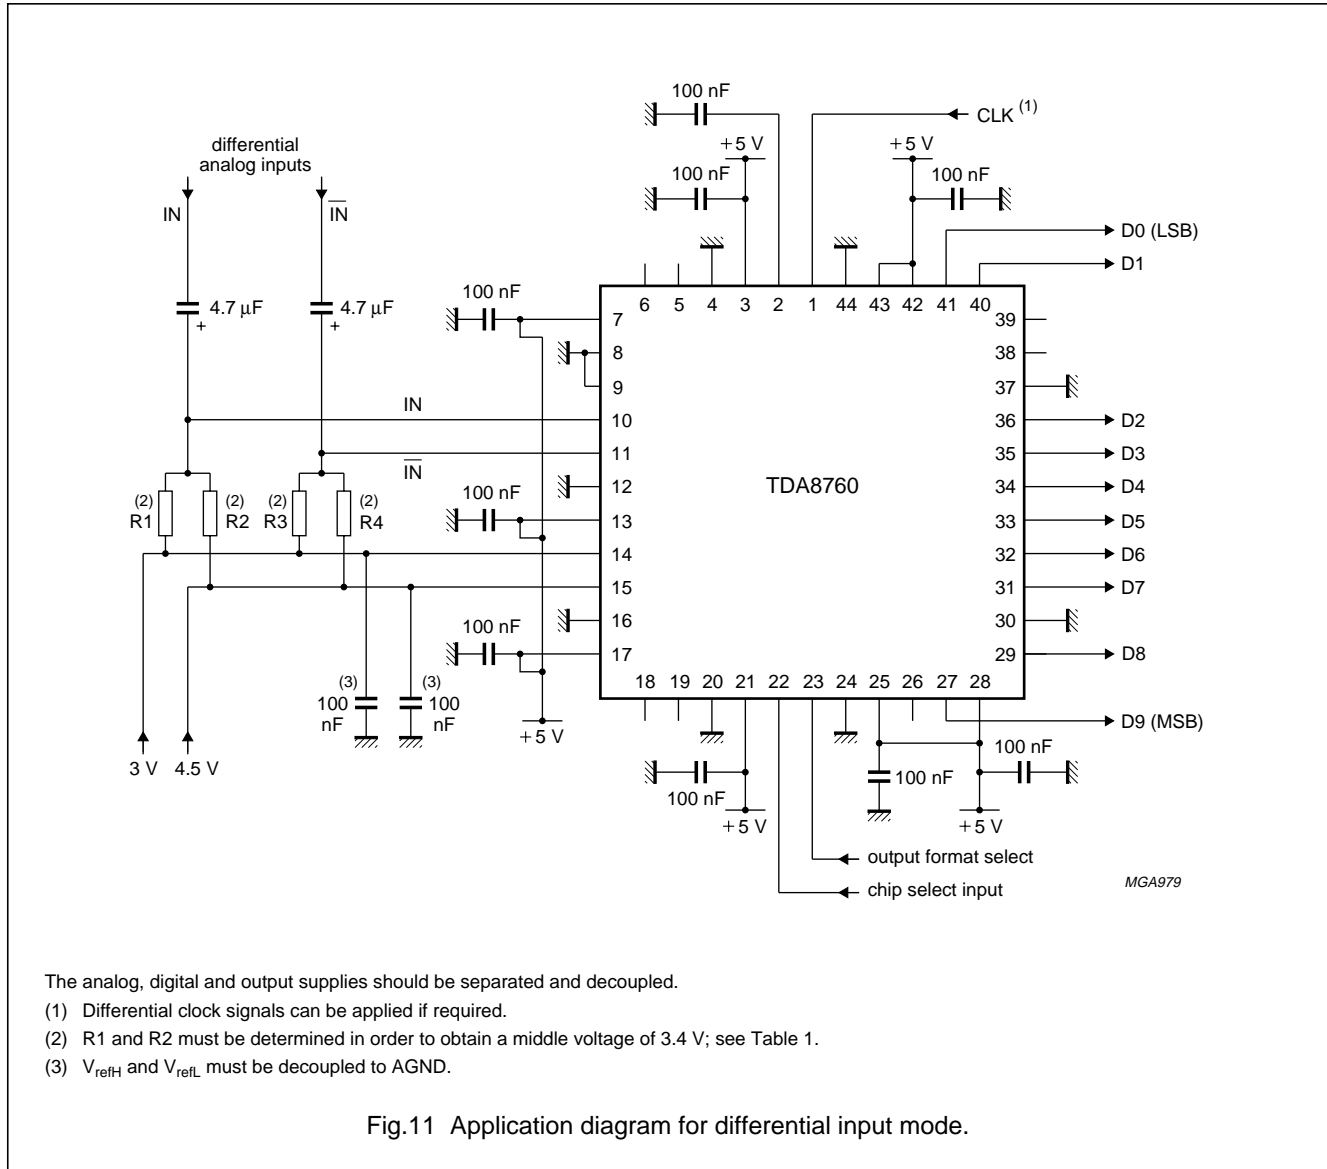 100 nF
CLK (1)
differential
analog inputs
+5 V
+5 V
100 nF
100 nF
IN
I̅N̅
D0 (LSB)
D1
4.7 μF
+
4.7 μF
+
100 nF
6 5 4 3 2 1 44 43 42 41 40
7
8
9
10
11
12
13
14
15
16
17
39
38
37
36
35
34
33
32
31
30
29
IN
I̅N̅
D2
D3
D4
D5
D6
D7
D8
TDA8760
(2)
R1
(2)
R2
(2)
R3
(2)
R4
100 nF
100 nF
18 19 20 21 22 23 24 25 26 27 28
(3)
100
nF
(3)
100
nF
+5 V
D9 (MSB)
3 V
4.5 V
100 nF
+5 V
100 nF
100 nF
+5 V
output format select
chip select input
MGA979
The analog, digital and output supplies should be separated and decoupled.
(1) Differential clock signals can be applied if required.
(2) R1 and R2 must be determined in order to obtain a middle voltage of 3.4 V; see Table 1.
(3) VrefH and VrefL must be decoupled to AGND.
Fig.11 Application diagram for differential input mode.